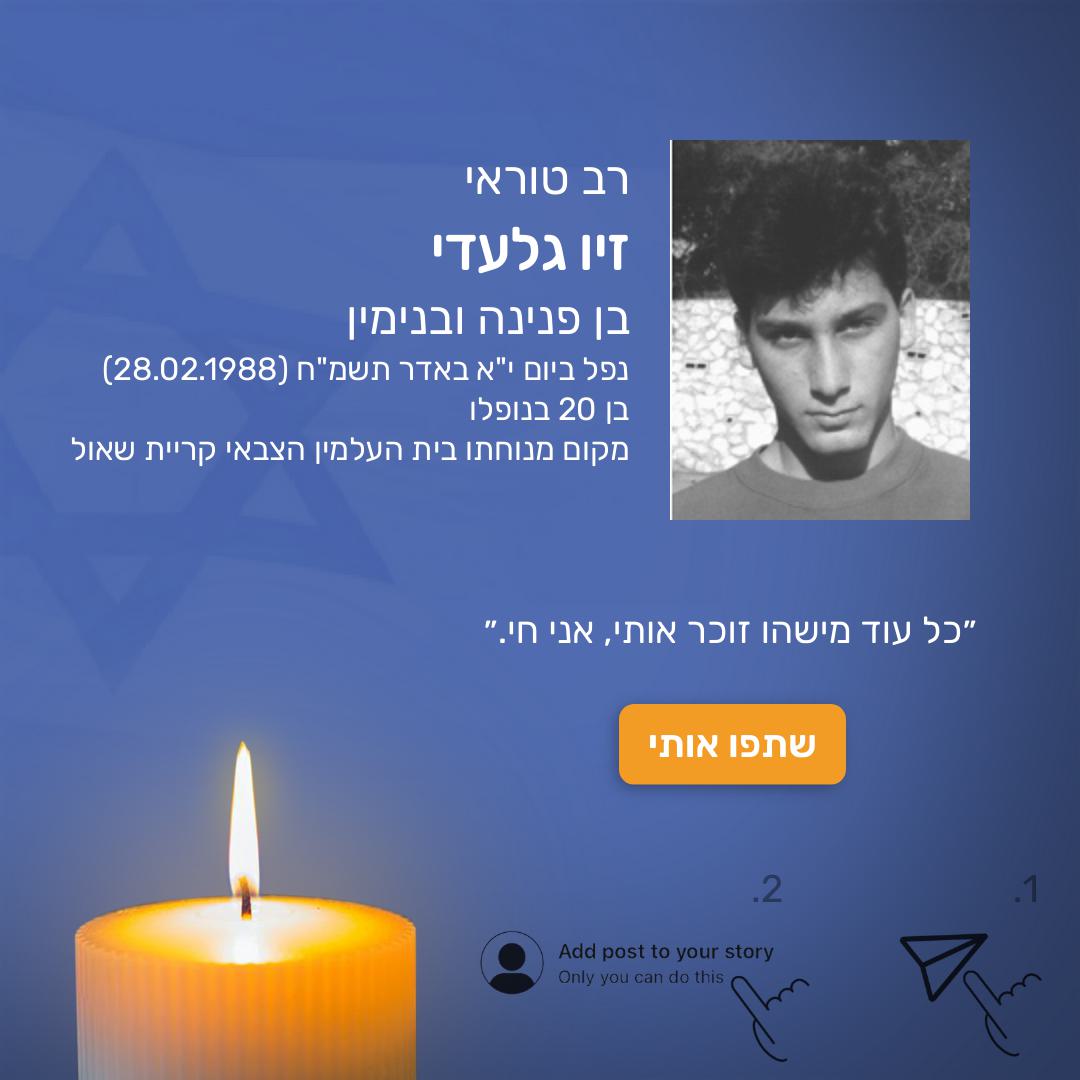 רב טוראי
זיו גלעדי
בן פנינה ובנימין
נפל ביום י"א באדר תשמ"ח (28.02.1988)
בן 20 בנופלו
מקום מנוחתו בית העלמין הצבאי קריית שאול
״כל עוד מישהו זוכר אותי, אני חי.״
שתפו אותי
.1
.2
Add post to your story
Only you can do this